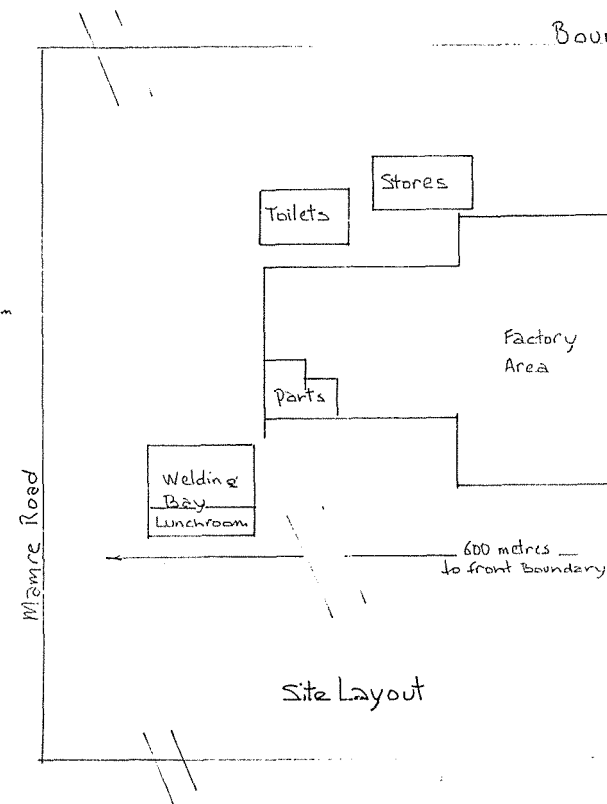 Boun
Stores
Toilets
Factory
Area
Parts
Welding
Bay
Lunchroom
Mamre Road
600 metres
to front Boundary
Site Layout